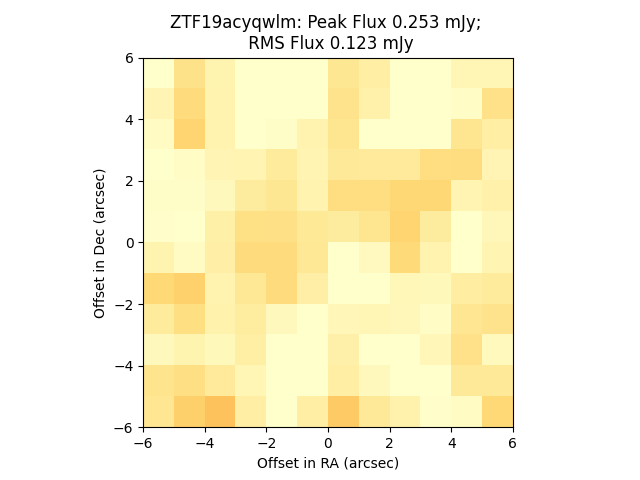 ZTF19acyqwlm: Peak Flux 0.253 mJy;
RMS Flux 0.123 mJy
6
4
2
0
−2
−4
−6
Offset in Dec (arcsec)
−6 −4 −2 0 2 4 6
Offset in RA (arcsec)